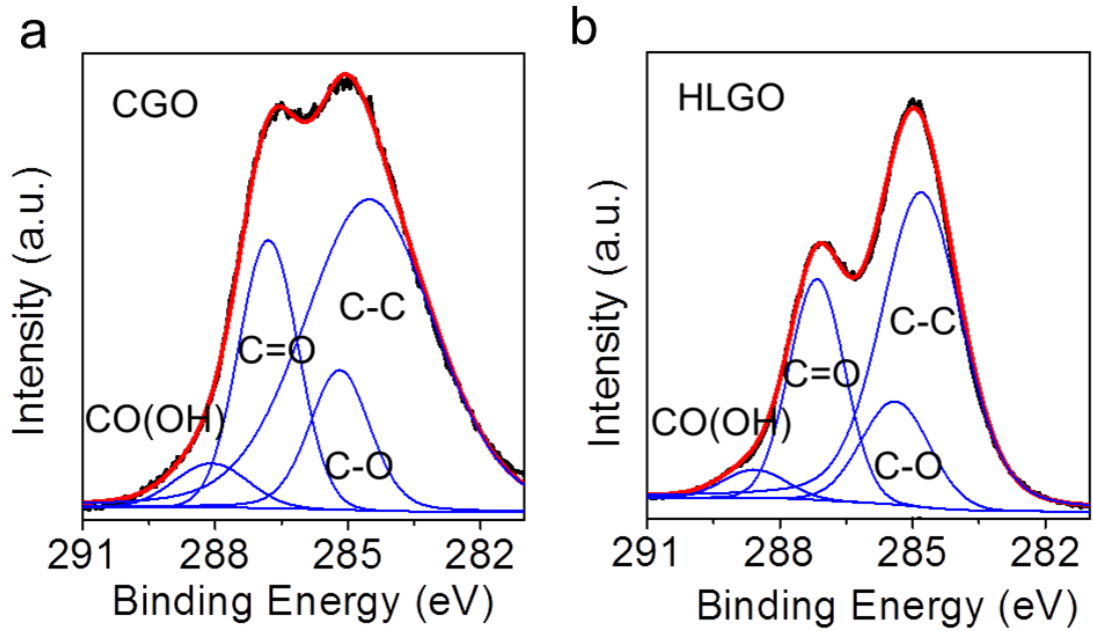 a
CGO
C-C
C=O
CO(OH)
C-O
Intensity (a.u.)
291 288 285 282
Binding Energy (eV)
b
HLGO
C-C
C=O
CO(OH)
C-O
Intensity (a.u.)
291 288 285 282
Binding Energy (eV)